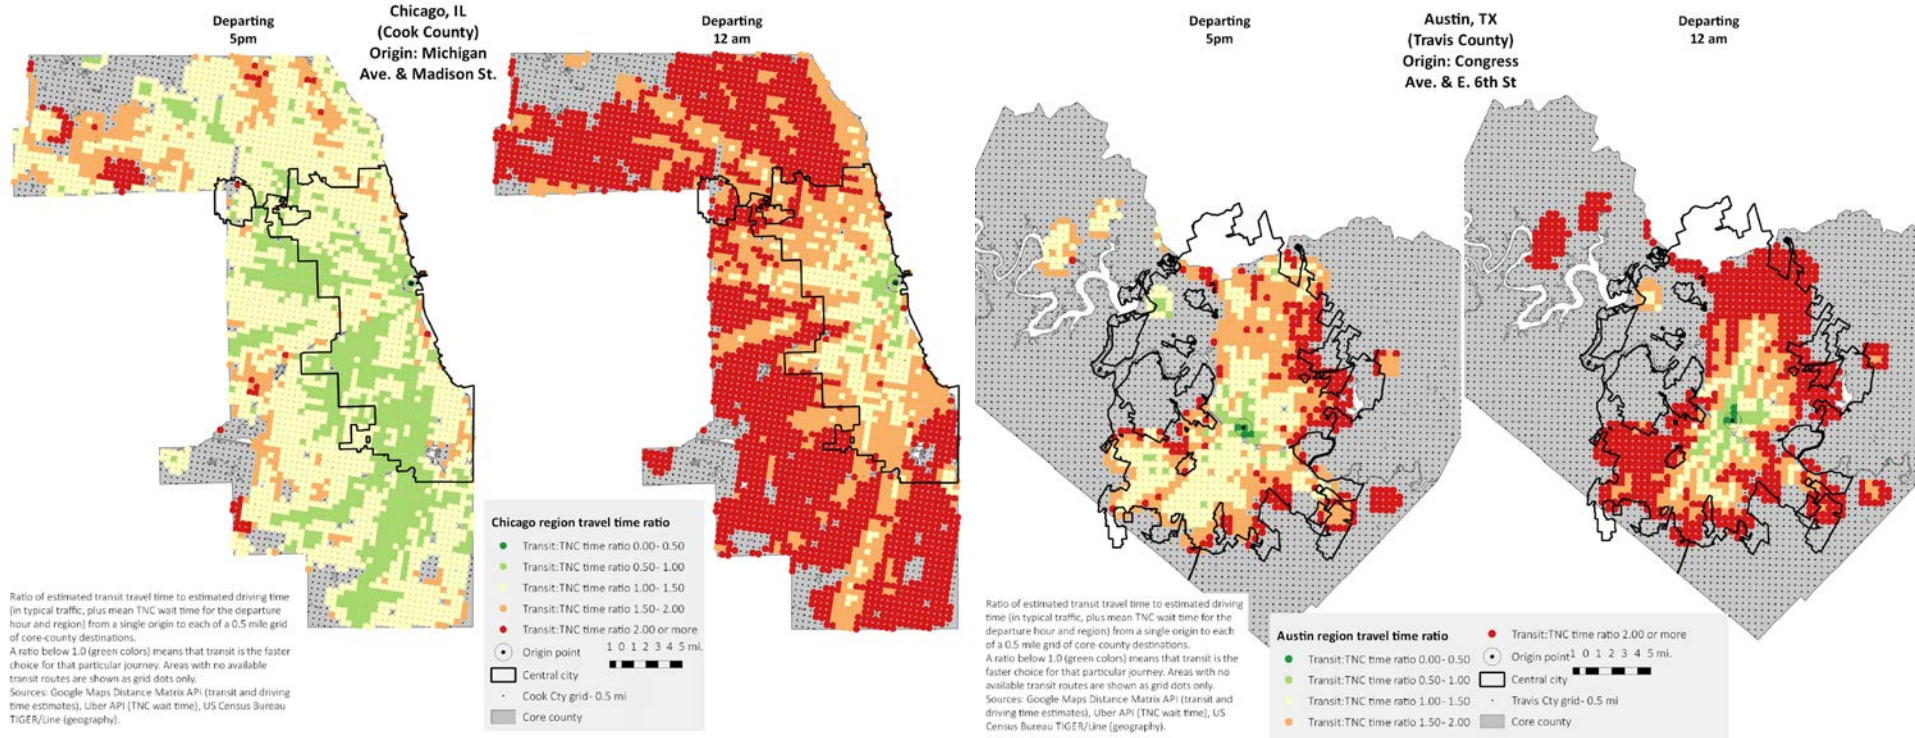 Departing
5pm
Chicago, IL
(Cook County)
Origin: Michigan
Ave. & Madison St.
Departing
12 am
Departing
5pm
Austin, TX
(Travis County)
Origin: Congress
Ave. & E. 6th St
Departing
12 am
Ratio of estimated transit travel time to estimated driving time
(in typical traffic, plus mean TNC wait time for the departure
hour and region) from a single origin to each of a 0.5 mile grid
of core-county destinations.
A ratio below 1.0 (green colors) means that transit is the faster
choice for that particular journey. Areas with no available
transit routes are shown as grid dots only.
Sources: Google Maps Distance Matrix API (transit and driving
time estimates), Uber API (TNC wait time), US Census Bureau
TIGER/Line (geography).
Chicago region travel time ratio
Transit:TNC time ratio 0.00- 0.50
Transit:TNC time ratio 0.50- 1.00
Transit:TNC time ratio 1.00- 1.50
Transit:TNC time ratio 1.50- 2.00
Transit:TNC time ratio 2.00 or more
Origin point
1 0 1 2 3 4 5 mi.
Central city
Cook Cty grid- 0.5 mi
Core county
Ratio of estimated transit travel time to estimated driving
time (in typical traffic, plus mean TNC wait time for the
departure hour and region) from a single origin to each
of a 0.5 mile grid of core-county destinations.
A ratio below 1.0 (green colors) means that transit is the
faster choice for that particular journey. Areas with no
available transit routes are shown as grid dots only.
Sources: Google Maps Distance Matrix API (transit and
driving time estimates), Uber API (TNC wait time), US
Census Bureau TIGER/Line (geography).
Austin region travel time ratio
Transit:TNC time ratio 0.00- 0.50
Transit:TNC time ratio 0.50- 1.00
Transit:TNC time ratio 1.00- 1.50
Transit:TNC time ratio 1.50- 2.00
Transit:TNC time ratio 2.00 or more
Origin point
1 0 1 2 3 4 5 mi.
Central city
Travis Cty grid- 0.5 mi
Core county